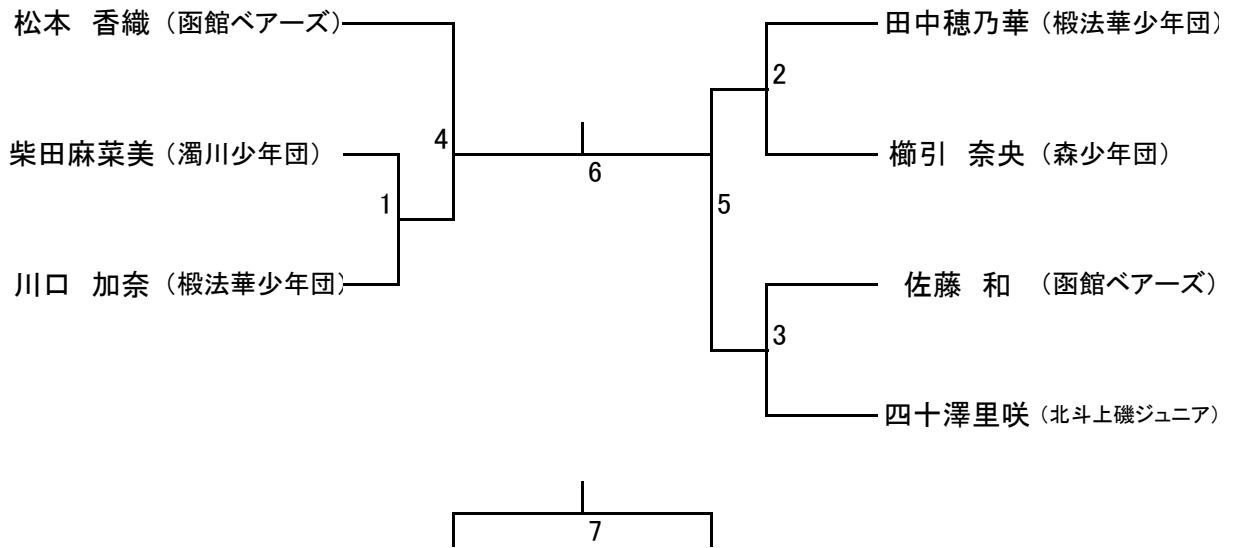 松本　香織（函館ベアーズ）
柴田麻菜美（濁川少年団）
川口　加奈（椴法華少年団）
1
4
6
田中穂乃華（椴法華少年団）
櫛引　奈央（森少年団）
佐藤　和　（函館ベアーズ）
四十澤里咲（北斗上磯ジュニア）
2
3
5
7